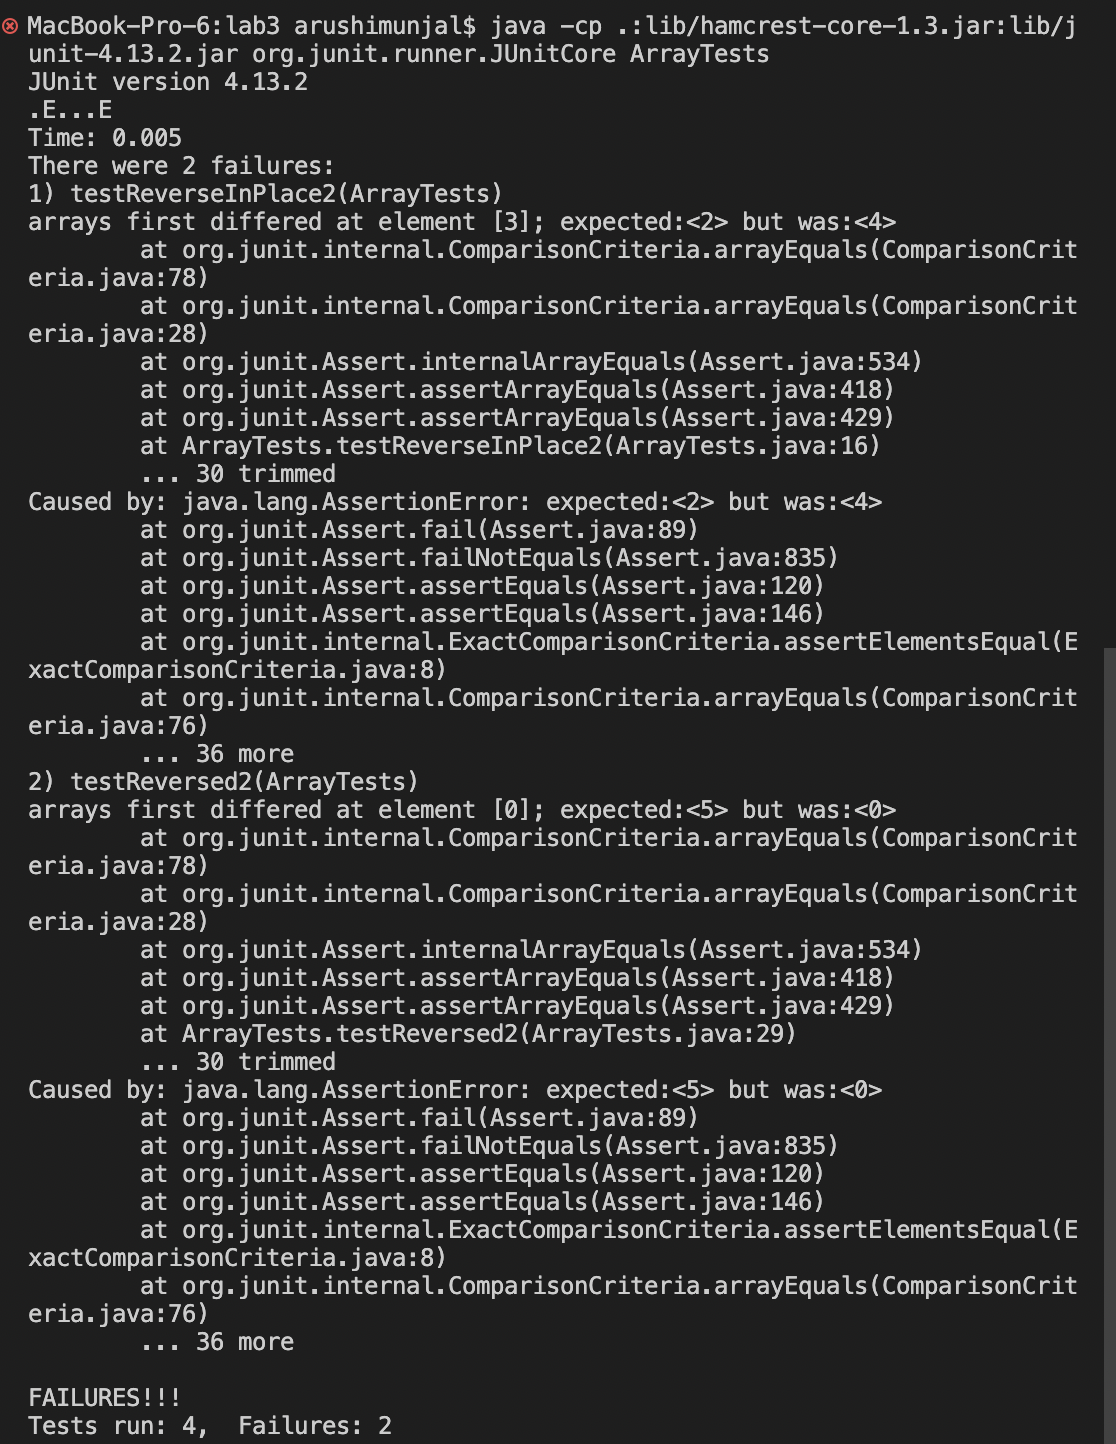 MacBook-Pro-6:lab3 arushimunjal$ java -cp .:lib/hamcrest-core-1.3.jar:lib/j
unit-4.13.2.jar org.junit.runner.JUnitCore ArrayTests
JUnit version 4.13.2
.E...E
Time: 0.005
There were 2 failures:
1) testReverseInPlace2(ArrayTests)
arrays first differed at element [3]; expected:<2> but was:<4>
        at org.junit.internal.ComparisonCriteria.arrayEquals(ComparisonCrit
eria.java:78)
        at org.junit.internal.ComparisonCriteria.arrayEquals(ComparisonCrit
eria.java:28)
        at org.junit.Assert.internalArrayEquals(Assert.java:534)
        at org.junit.Assert.assertArrayEquals(Assert.java:418)
        at org.junit.Assert.assertArrayEquals(Assert.java:429)
        at ArrayTests.testReverseInPlace2(ArrayTests.java:16)
        ... 30 trimmed
Caused by: java.lang.AssertionError: expected:<2> but was:<4>
        at org.junit.Assert.fail(Assert.java:89)
        at org.junit.Assert.failNotEquals(Assert.java:835)
        at org.junit.Assert.assertEquals(Assert.java:120)
        at org.junit.Assert.assertEquals(Assert.java:146)
        at org.junit.internal.ExactComparisonCriteria.assertElementsEqual(E
xactComparisonCriteria.java:8)
        at org.junit.internal.ComparisonCriteria.arrayEquals(ComparisonCrit
eria.java:76)
        ... 36 more
2) testReversed2(ArrayTests)
arrays first differed at element [0]; expected:<5> but was:<0>
        at org.junit.internal.ComparisonCriteria.arrayEquals(ComparisonCrit
eria.java:78)
        at org.junit.internal.ComparisonCriteria.arrayEquals(ComparisonCrit
eria.java:28)
        at org.junit.Assert.internalArrayEquals(Assert.java:534)
        at org.junit.Assert.assertArrayEquals(Assert.java:418)
        at org.junit.Assert.assertArrayEquals(Assert.java:429)
        at ArrayTests.testReversed2(ArrayTests.java:29)
        ... 30 trimmed
Caused by: java.lang.AssertionError: expected:<5> but was:<0>
        at org.junit.Assert.fail(Assert.java:89)
        at org.junit.Assert.failNotEquals(Assert.java:835)
        at org.junit.Assert.assertEquals(Assert.java:120)
        at org.junit.Assert.assertEquals(Assert.java:146)
        at org.junit.internal.ExactComparisonCriteria.assertElementsEqual(E
xactComparisonCriteria.java:8)
        at org.junit.internal.ComparisonCriteria.arrayEquals(ComparisonCrit
eria.java:76)
        ... 36 more

FAILURES!!!
Tests run: 4,  Failures: 2